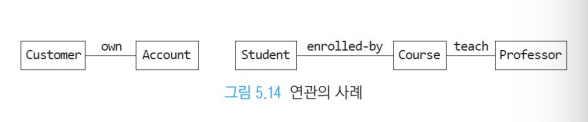 own enrolled-by teach
Customer Account Student Course Professor
그림 5.14 연관의 사례